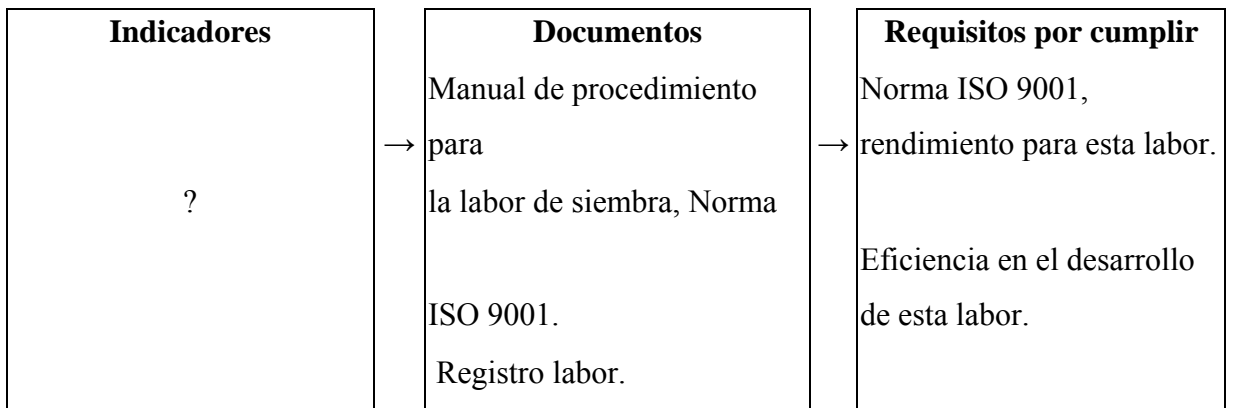 Indicadores
?
→
Documentos
Manual de procedimiento
para
la labor de siembra, Norma
ISO 9001.
Registro labor.
→
Requisitos por cumplir
Norma ISO 9001,
rendimiento para esta labor.
Eficiencia en el desarrollo
de esta labor.